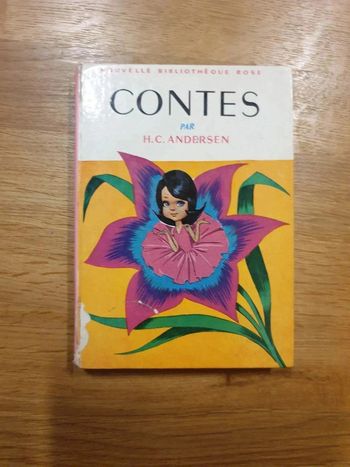 NOUVELLE BIBLIOTHÈQUE ROSE
CONTES
PAR
H.C. ANDERSEN